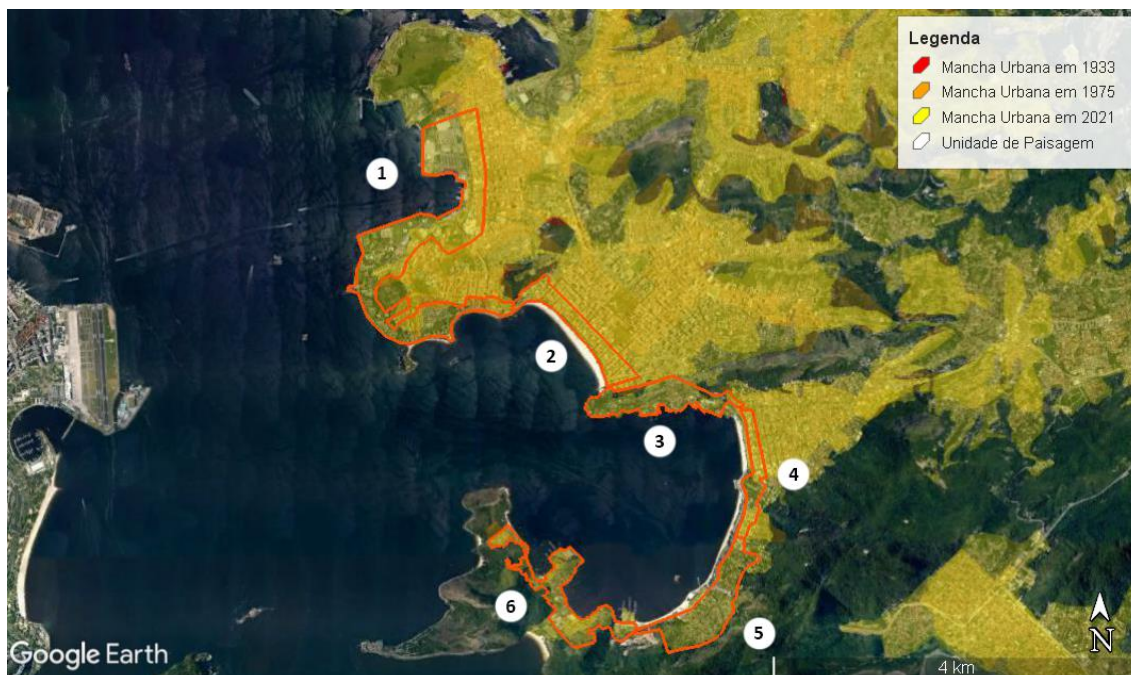 Legenda
Mancha Urbana em 1933
Mancha Urbana em 1975
Mancha Urbana em 2021
Unidade de Paisagem
1
2
3
4
6
5
N
Google Earth
4 km